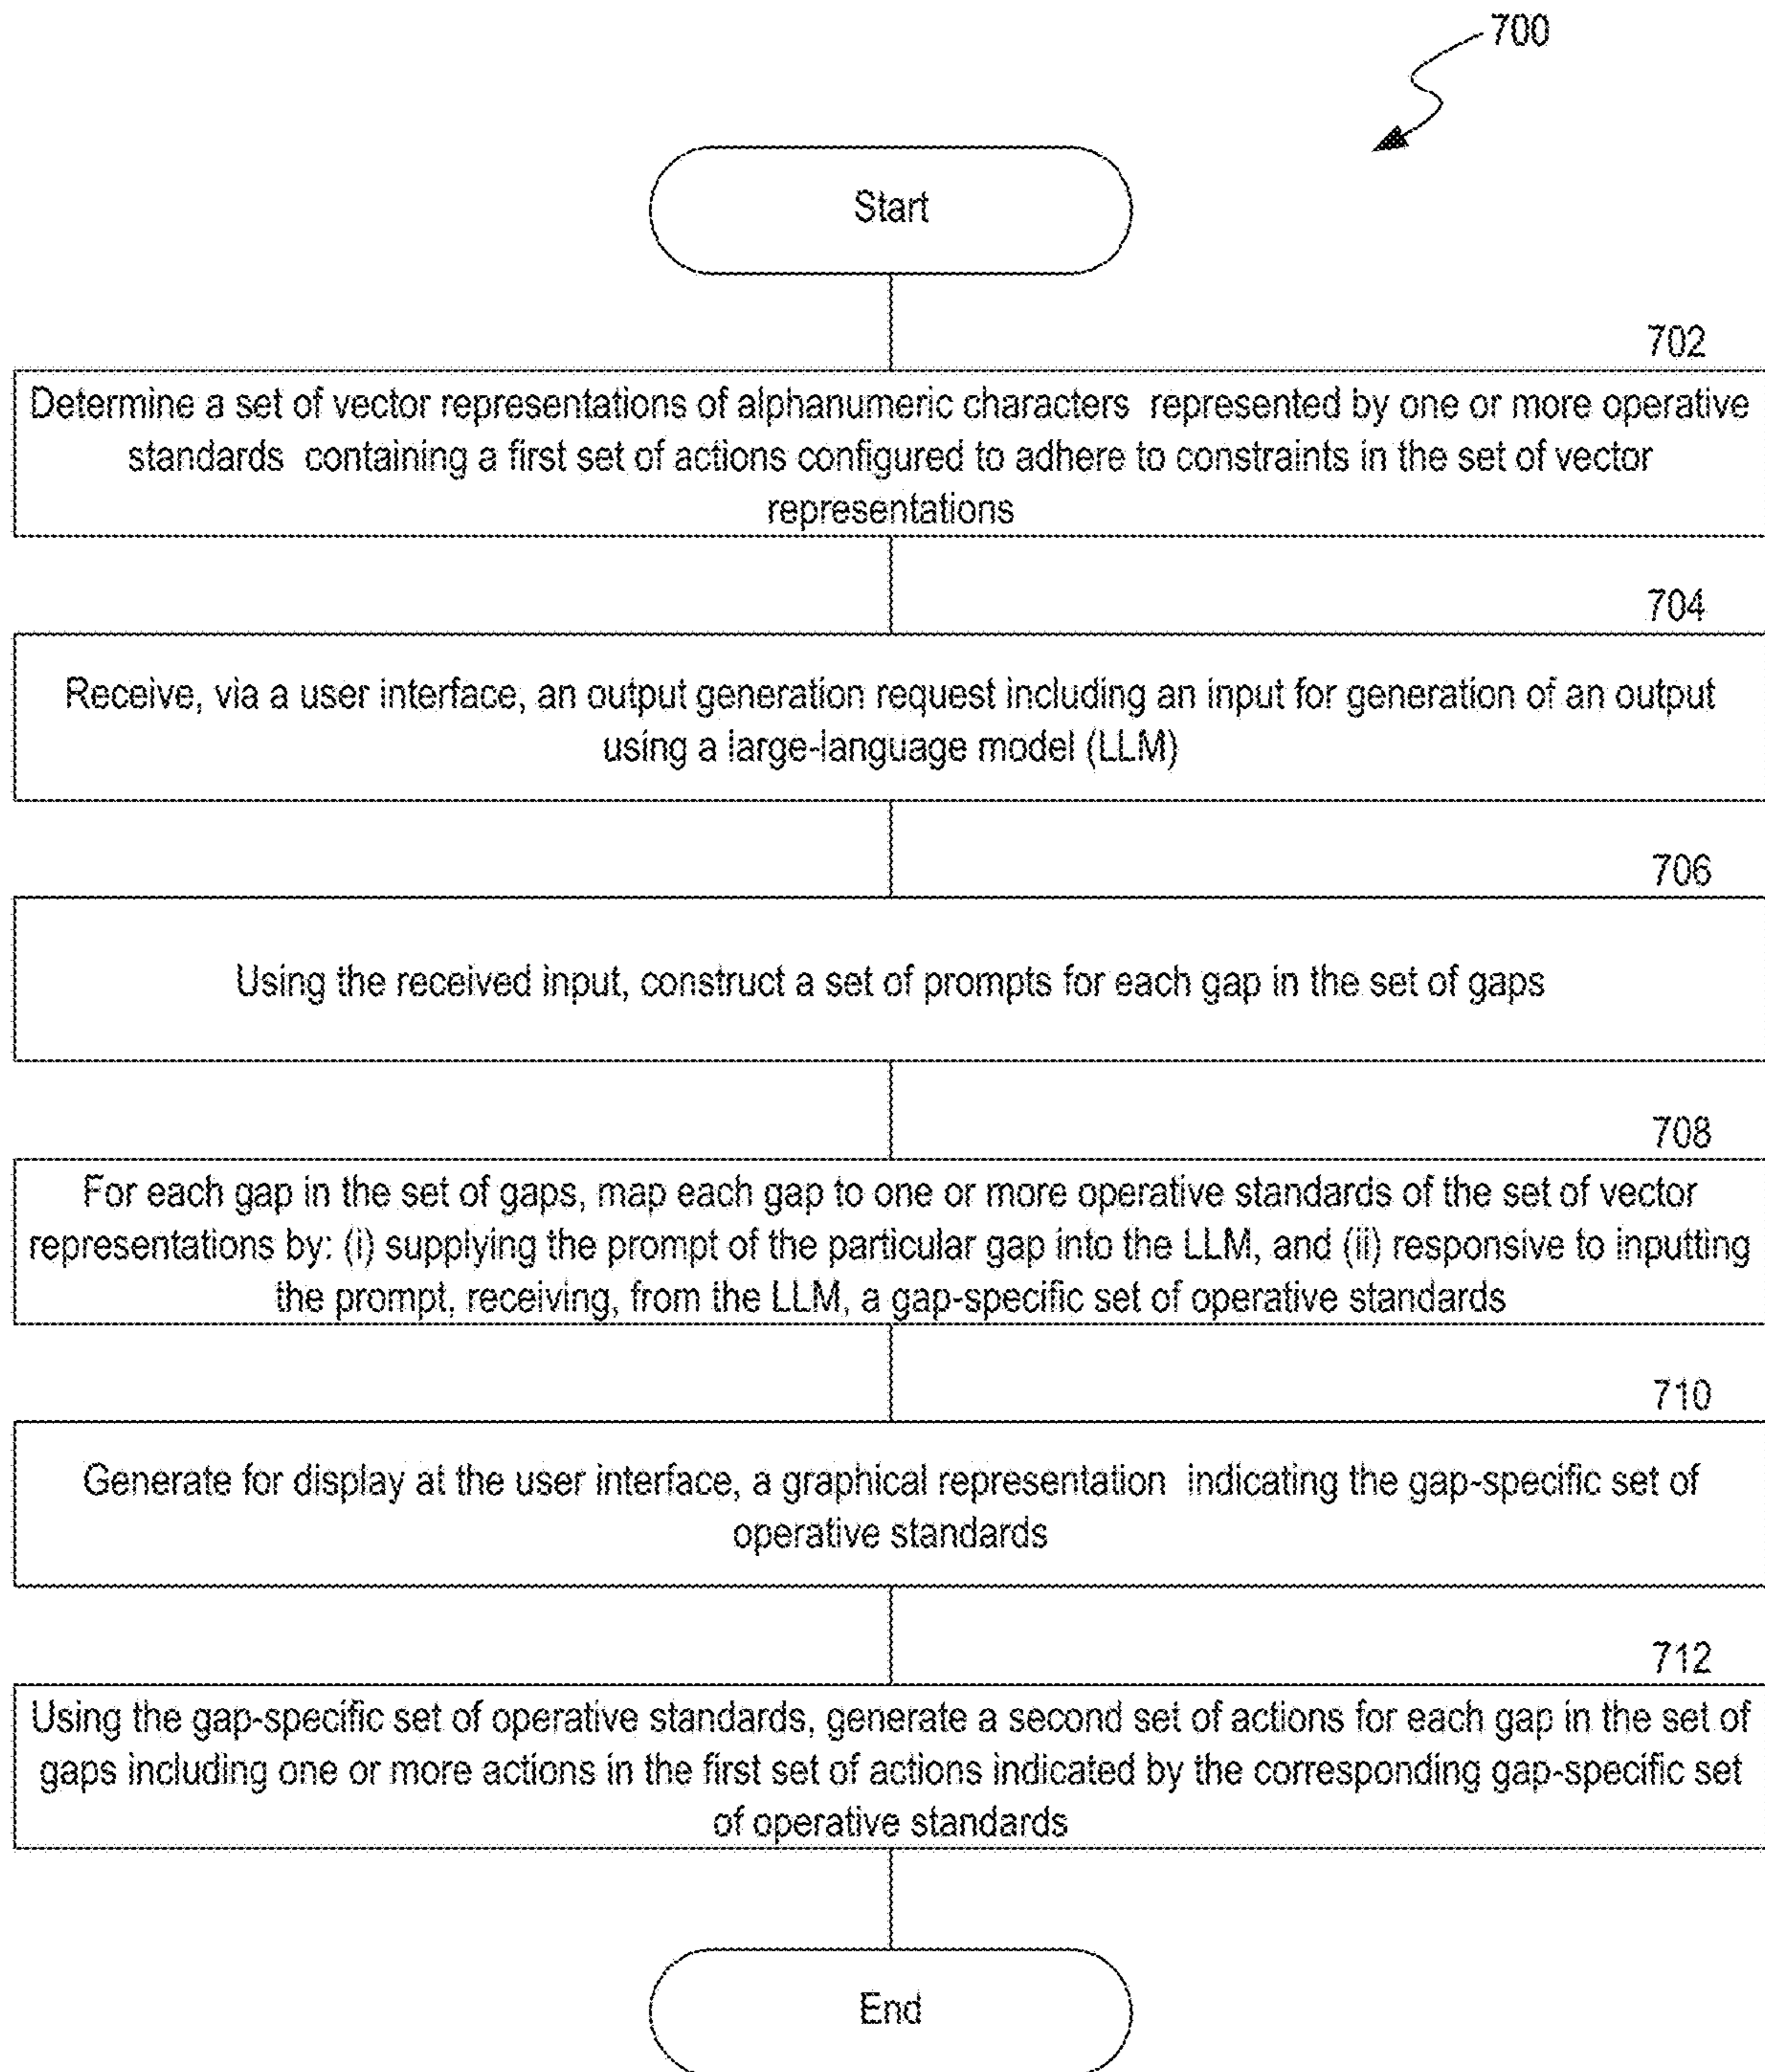 700
Start
702
Determine a set of vector representations of alphanumeric characters represented by one or more operative
standards containing a first set of actions configured to adhere to constraints in the set of vector
representations
704
Receive, via a user interface, an output generation request including an input for generation of an output
using a large-language model (LLM)
706
Using the received input, construct a set of prompts for each gap in the set of gaps
708
For each gap in the set of gaps, map each gap to one or more operative standards of the set of vector
representations by: (i) supplying the prompt of the particular gap into the LLM, and (ii) responsive to inputting
the prompt, receiving, from the LLM, a gap-specific set of operative standards
710
Generate for display at the user interface, a graphical representation indicating the gap-specific set of
operative standards
712
Using the gap-specific set of operative standards, generate a second set of actions for each gap in the set of
gaps including one or more actions in the first set of actions indicated by the corresponding gap-specific set
of operative standards
End